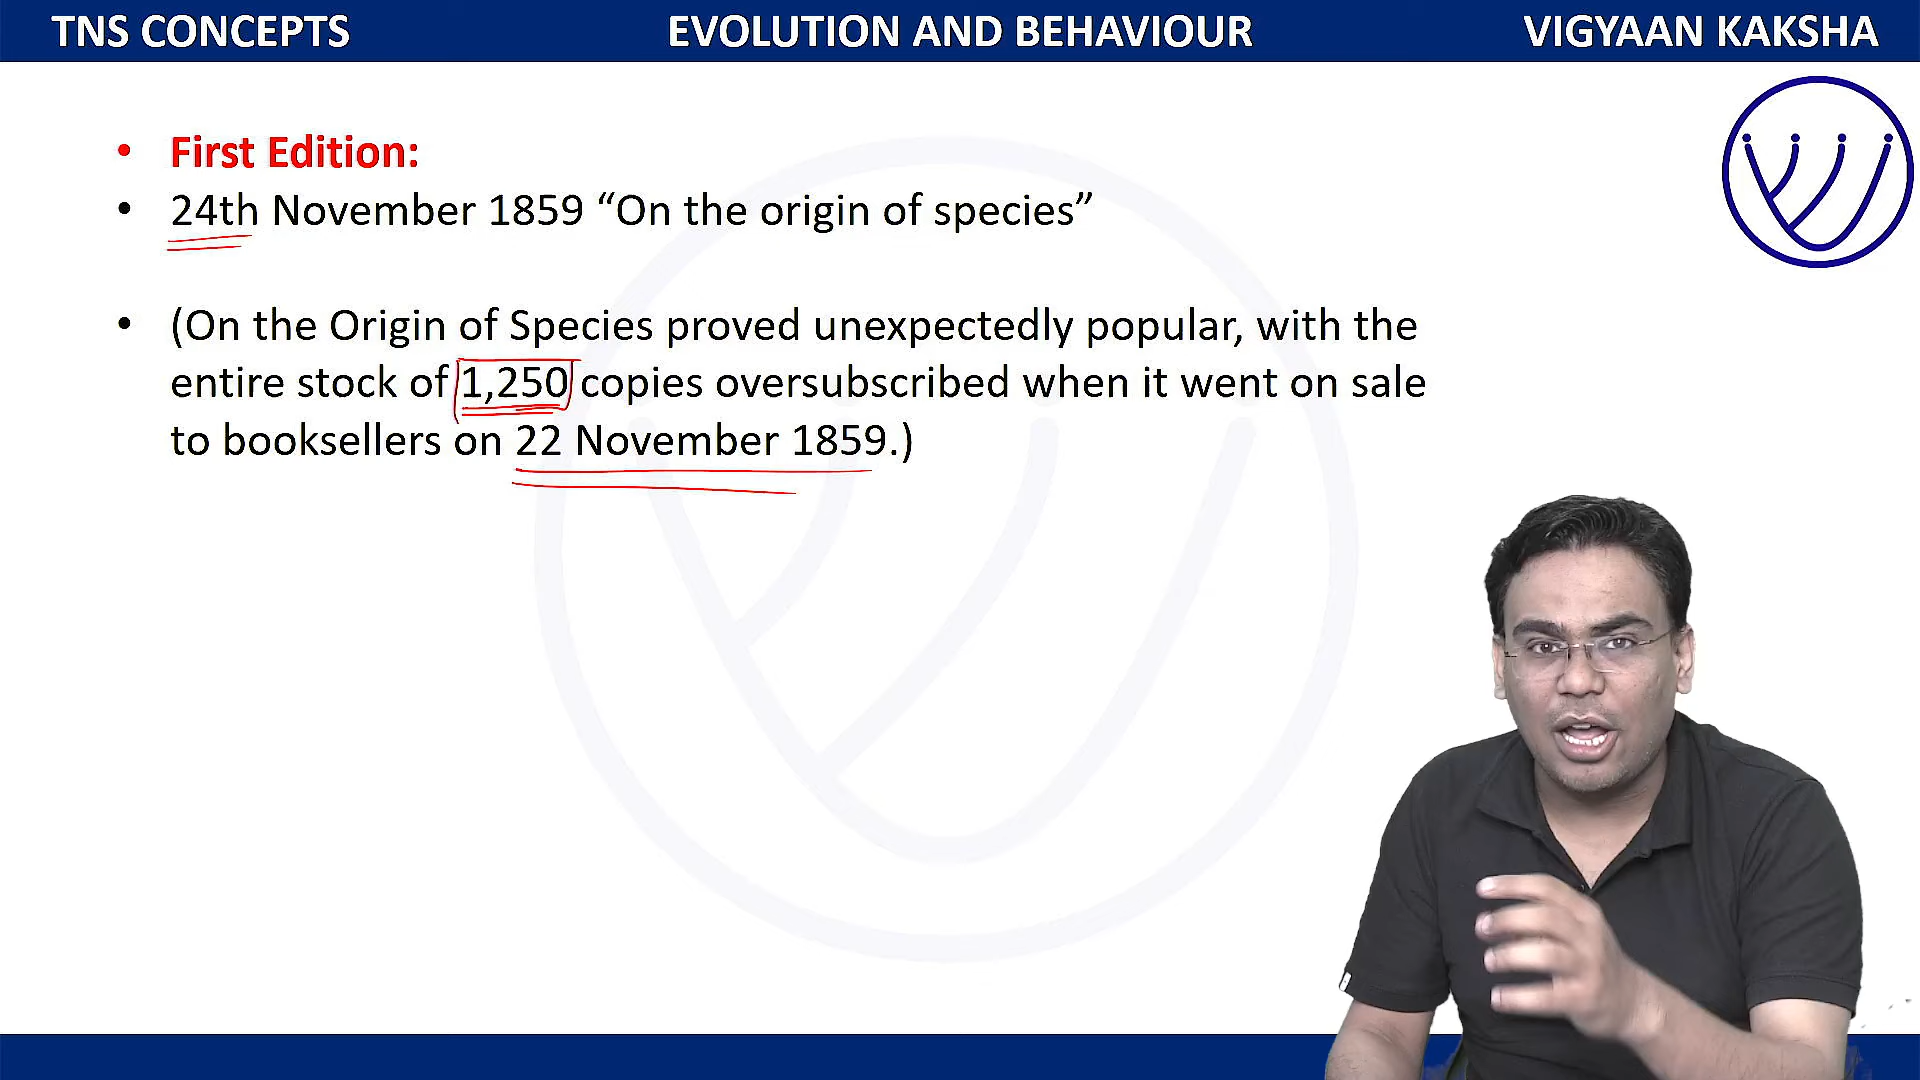 TNS CONCEPTS EVOLUTION AND BEHAVIOUR VIGYAAN KAKSHA
• First Edition:
• 24th November 1859 “On the origin of species”
• (On the Origin of Species proved unexpectedly popular, with the
entire stock of 1,250 copies oversubscribed when it went on sale
to booksellers on 22 November 1859.)